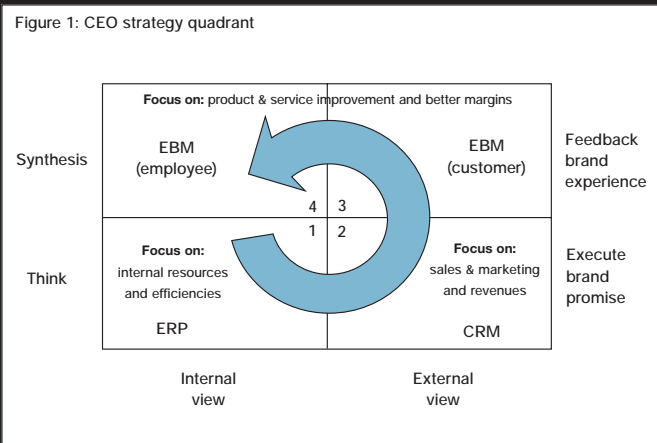 Figure 1: CEO strategy quadrant
Focus on: product & service improvement and better margins
Synthesis
EBM
(employee)
EBM
(customer)
Feedback
brand
experience
4 3
1 2
Think
Focus on:
internal resources
and efficiencies
ERP
Focus on:
sales & marketing
and revenues
CRM
Execute
brand
promise
Internal
view
External
view